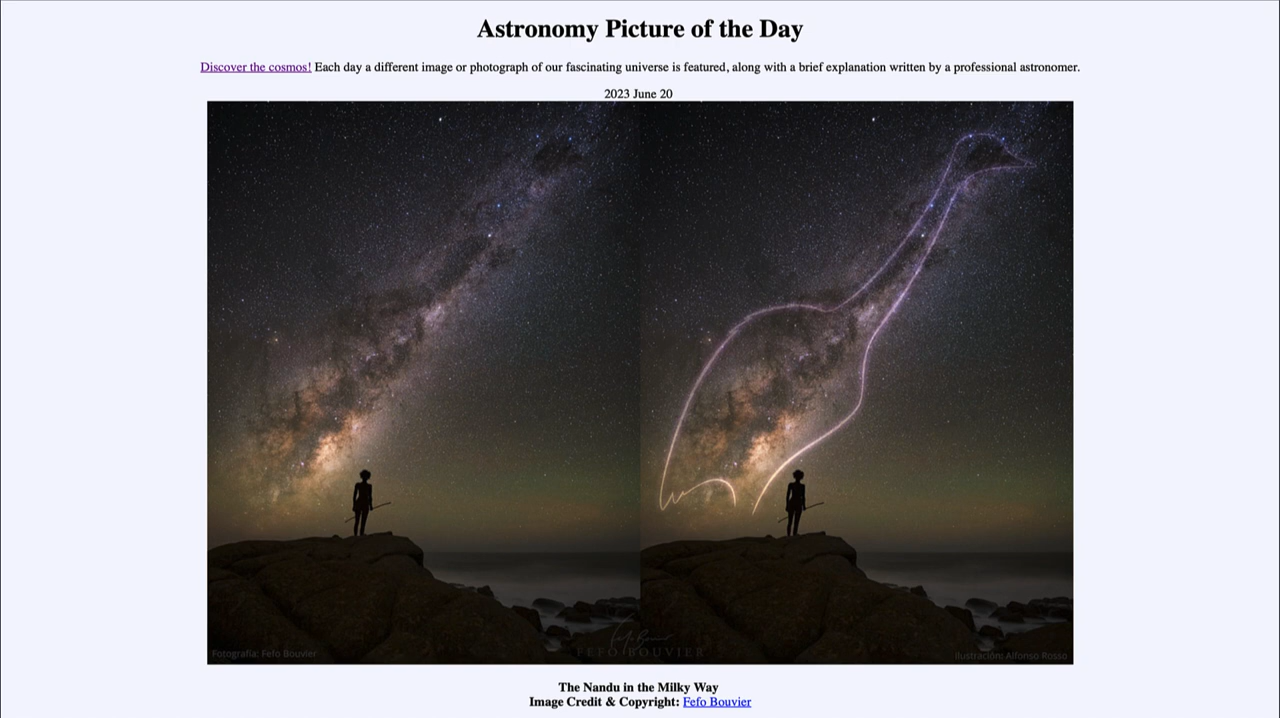 Astronomy Picture of the Day
Discover the cosmos! Each day a different image or photograph of our fascinating universe is featured, along with a brief explanation written by a professional astronomer.
2023 June 20
FEFO BOUVIER
Fotografía: Fefo Bouvier
Ilustración: Alfonso Rosso
The Nandu in the Milky Way
Image Credit & Copyright: Fefo Bouvier